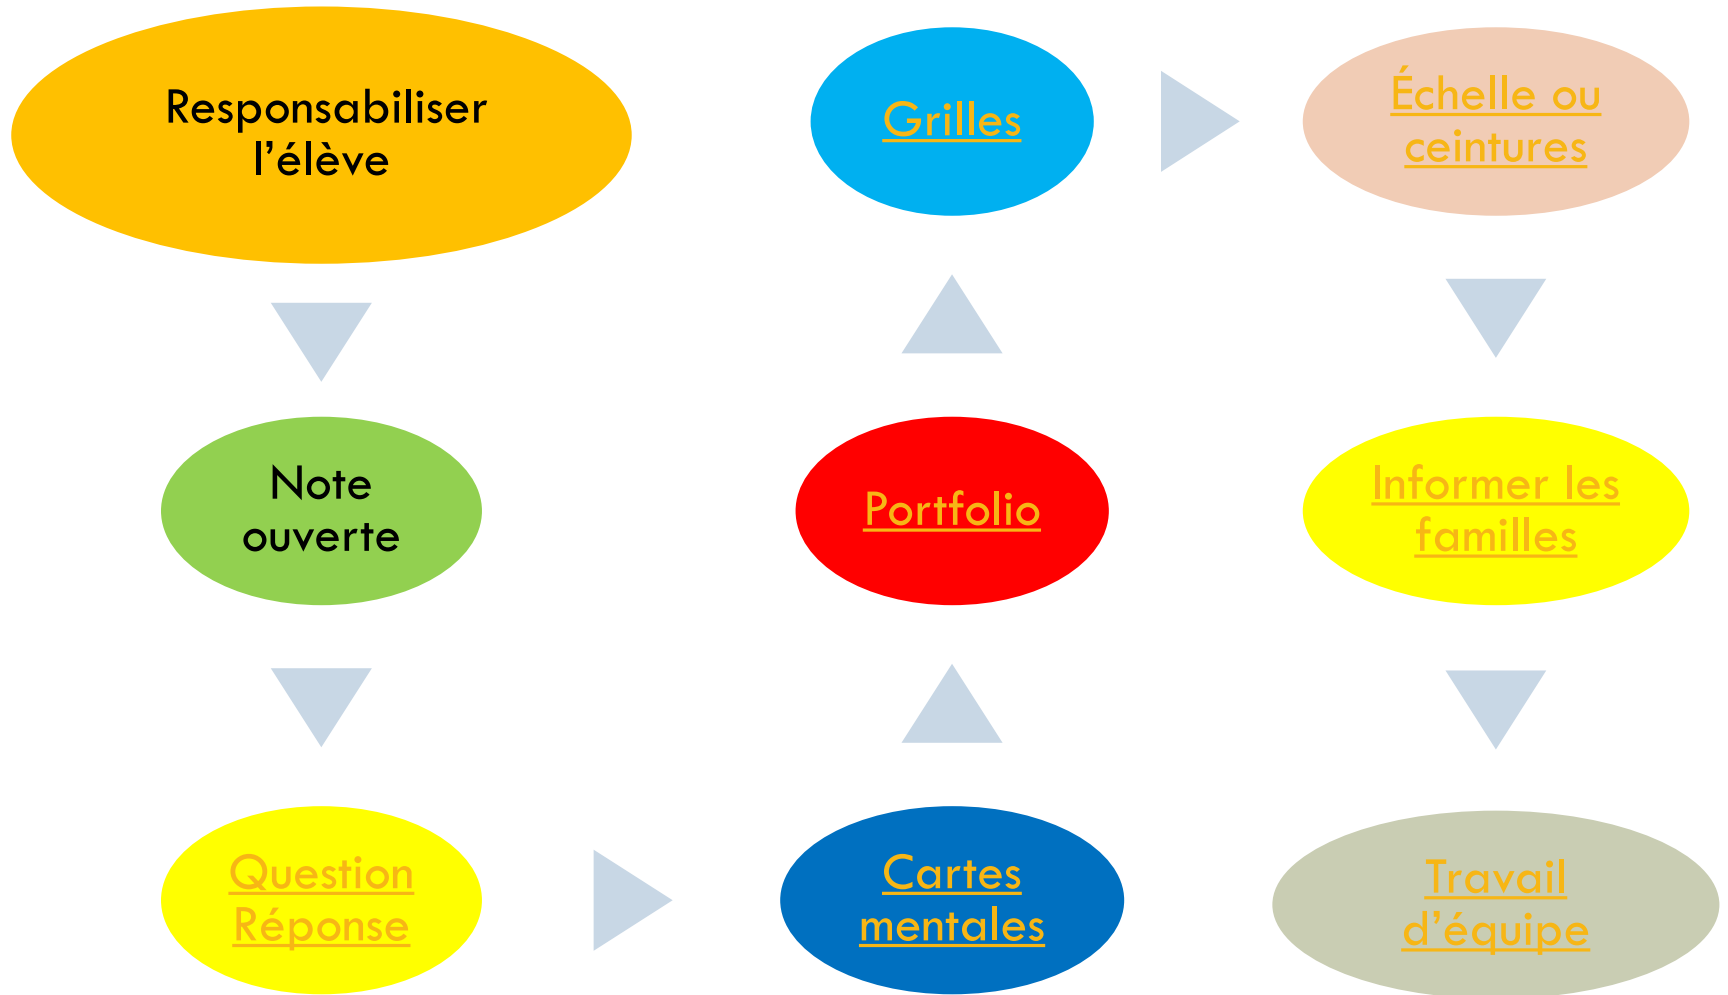 Responsabiliser
l’élève
Note
ouverte
Question
Réponse
Cartes
mentales
Portfolio
Grilles
Échelle ou
ceintures
Informer les
familles
Travail
d’équipe